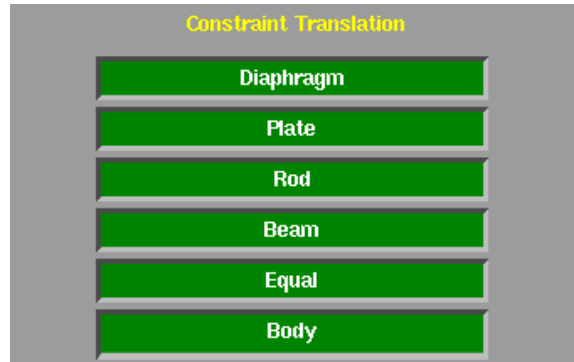 Constraint Translation
Diaphragm
Plate
Rod
Beam
Equal
Body